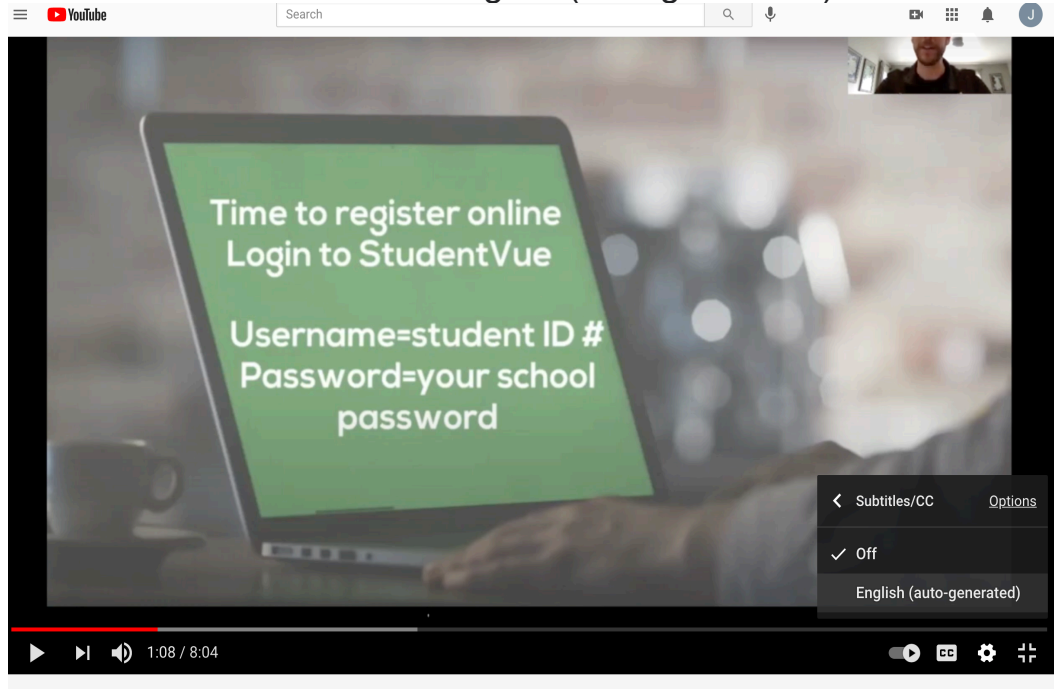 YouTube
Search
J
Time to register online
Login to StudentVue
Username=student ID #
Password=your school
password
Subtitles/CC Options
Off
English (auto-generated)
1:08 / 8:04
CC